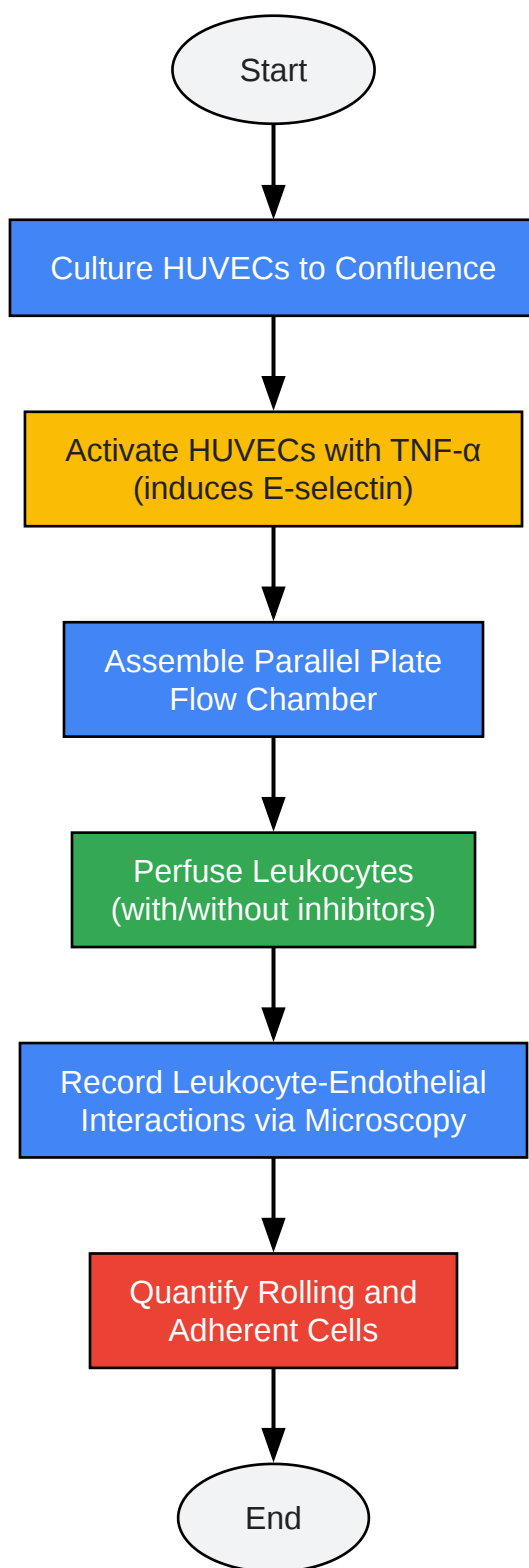 Start
Culture HUVECs to Confluence
Activate HUVECs with TNF-α
(induces E-selectin)
Assemble Parallel Plate
Flow Chamber
Perfuse Leukocytes
(with/without inhibitors)
Record Leukocyte-Endothelial
Interactions via Microscopy
Quantify Rolling and
Adherent Cells
End